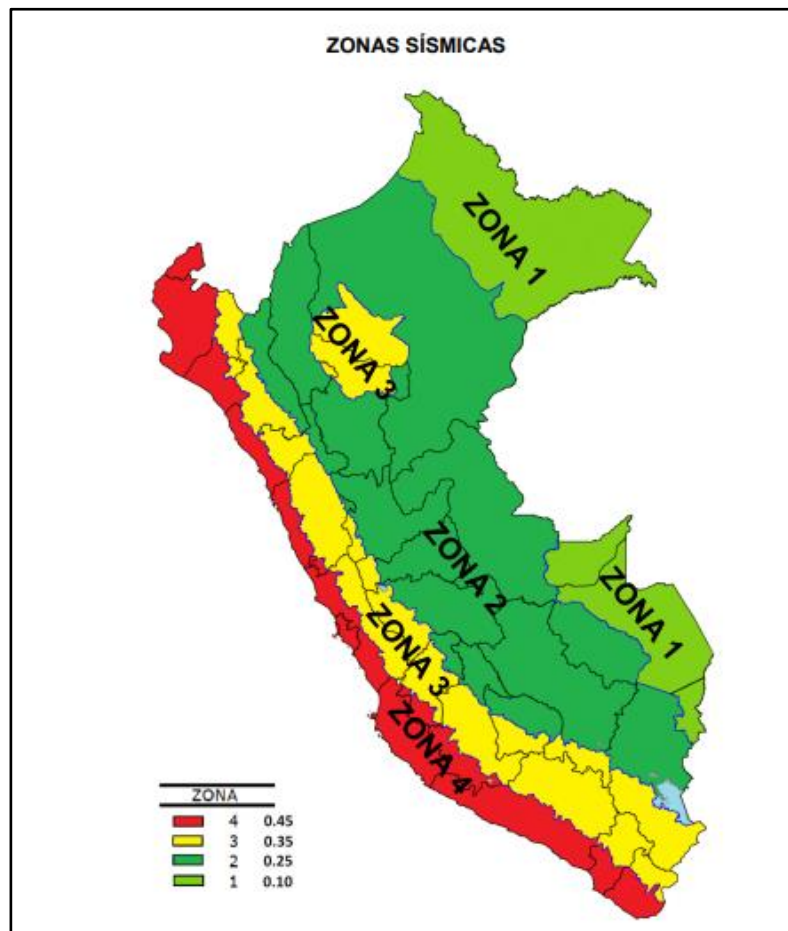 ZONAS SÍSMICAS
ZONA 1
ZONA 3
ZONA 2
ZONA 1
ZONA 3
ZONA 4
ZONA
4 0.45
3 0.35
2 0.25
1 0.10